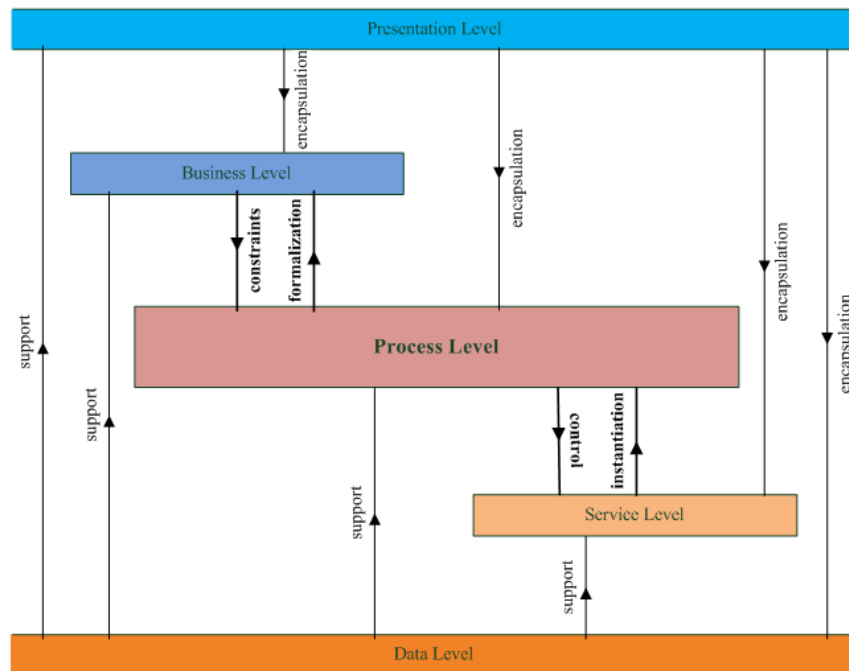 Presentation Level
encapsulation
Business Level
encapsulation
constraints
formalization
encapsulation
support
Process Level
encapsulation
support
control
instantiation
support
Service Level
support
Data Level